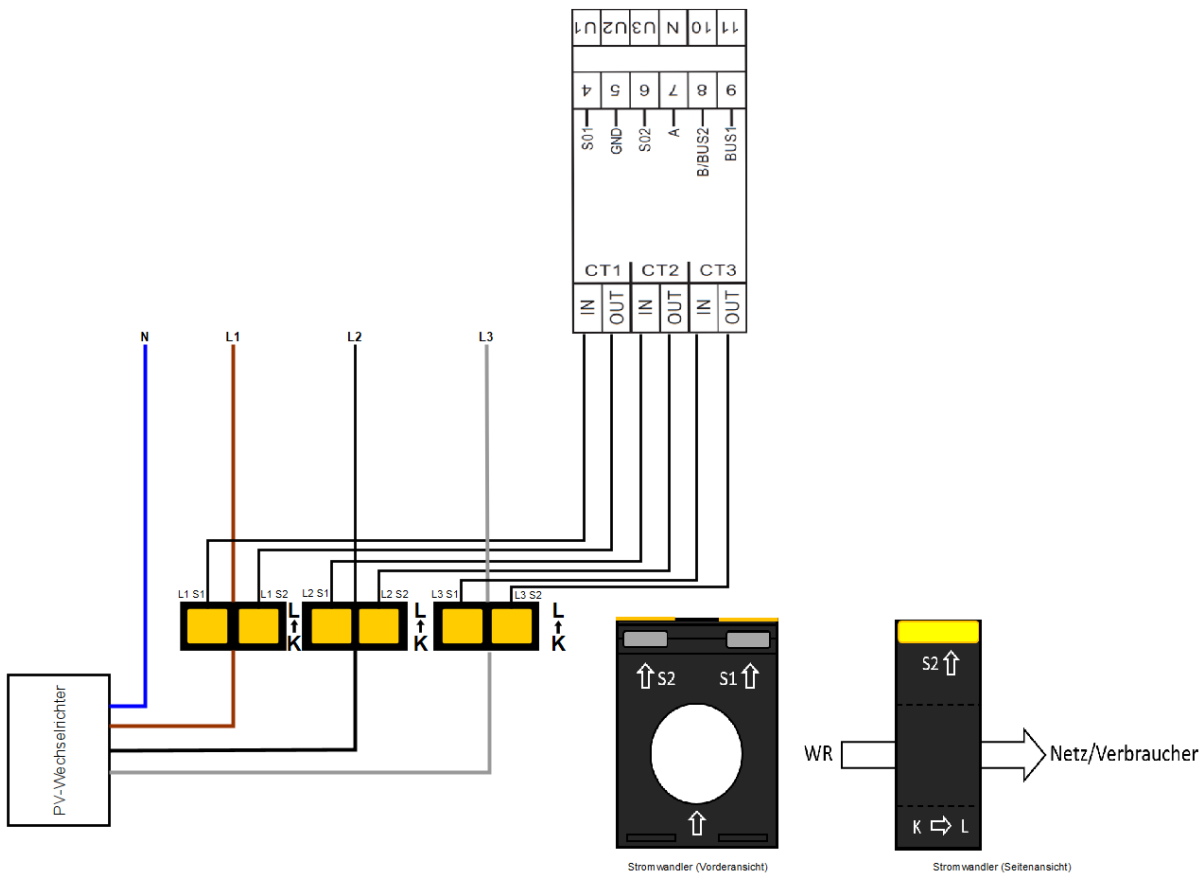 U1 U2 U3 N 10 11
4 5 6 7 8 9
S01 GND S02 A B/BUS2 BUS1
CT1 CT2 CT3
IN OUT IN OUT IN OUT
N L1 L2 L3
L1 S1 L1 S2 L2 S1 L2 S2 L3 S1 L3 S2
L L L
K K K
PV-Wechselrichter
S2 S1
S2
WR
Netz/Verbraucher
K L
Stromwandler (Vorderansicht)
Stromwandler (Seitenansicht)